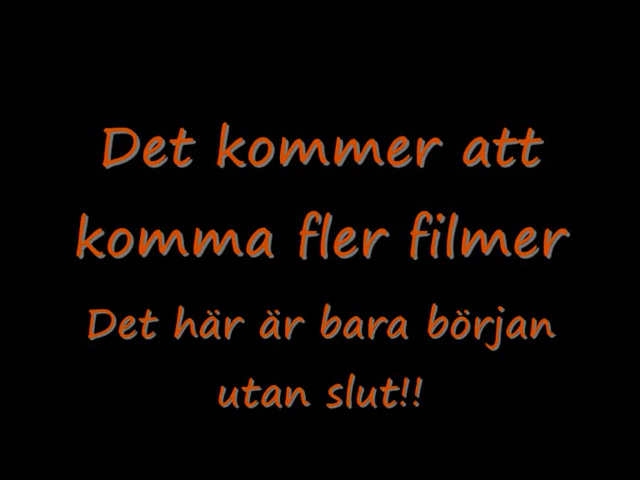 Det kommer att
komma fler filmer
Det här är bara början
utan slut!!